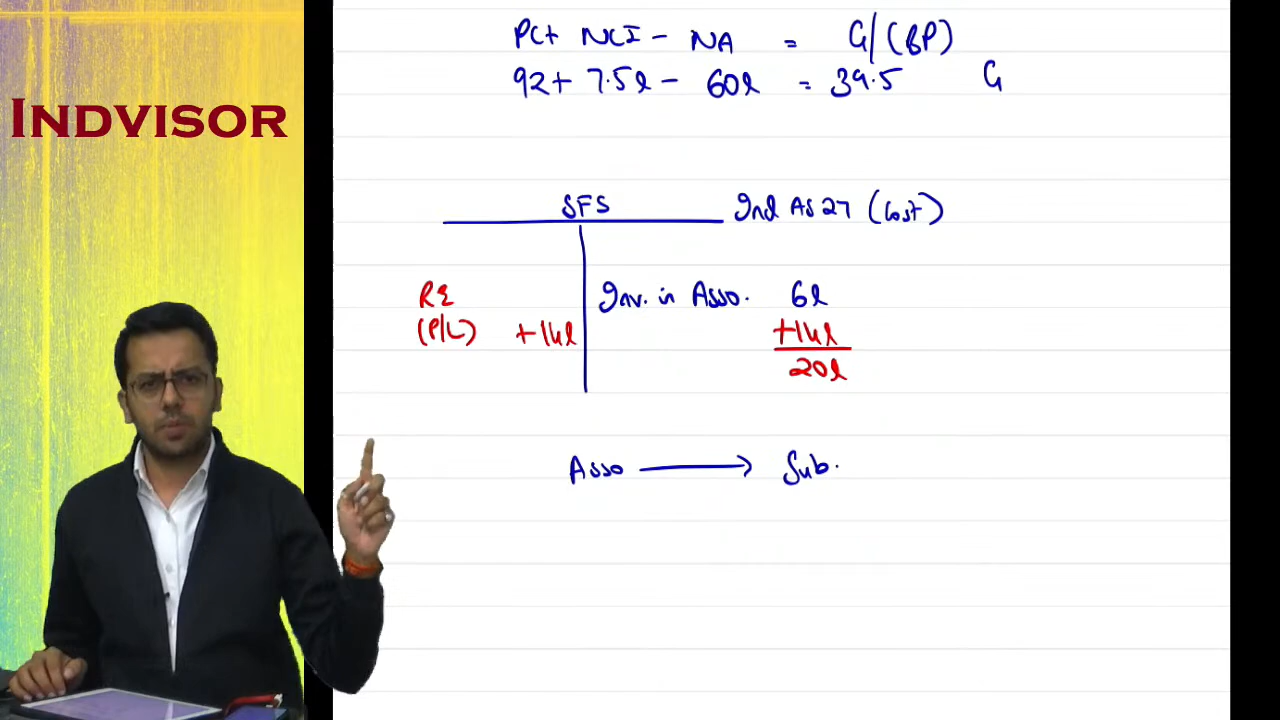 INDVISOR
PC+ NCI - NA = G/(BP)
92+ 7.5l - 60l = 39.5 G
SFS Ind AS 27 (Cost)
RE Inv. in Asso. 6l
(P/L) +14l +14l
20l
Asso → Sub.